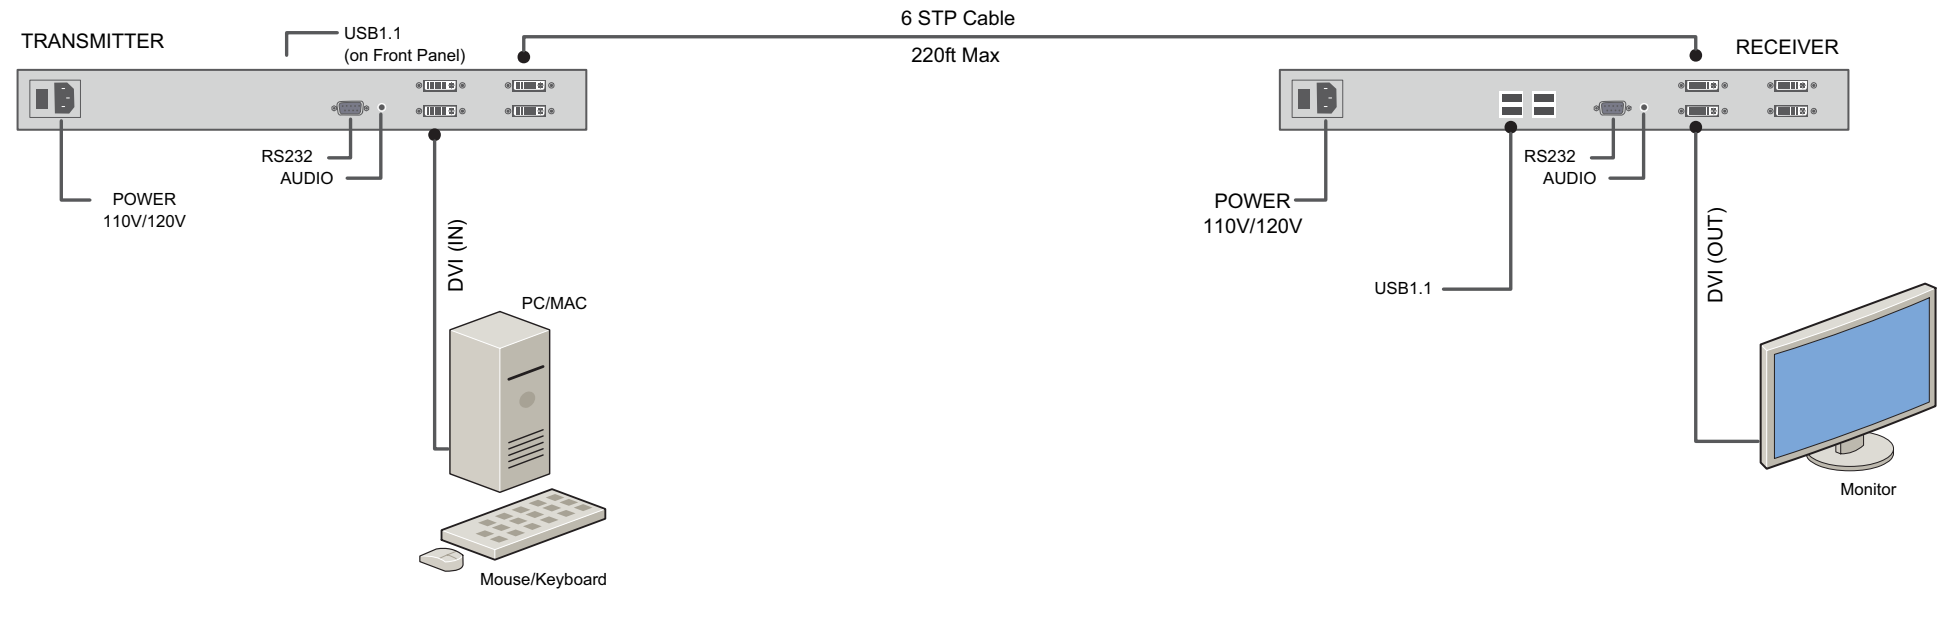 6 STP Cable
220ft Max
TRANSMITTER
USB1.1
(on Front Panel)
RS232
AUDIO
POWER
110V/120V
DVI (IN)
PC/MAC
Mouse/Keyboard
RECEIVER
RS232
AUDIO
POWER
110V/120V
USB1.1
DVI (OUT)
Monitor